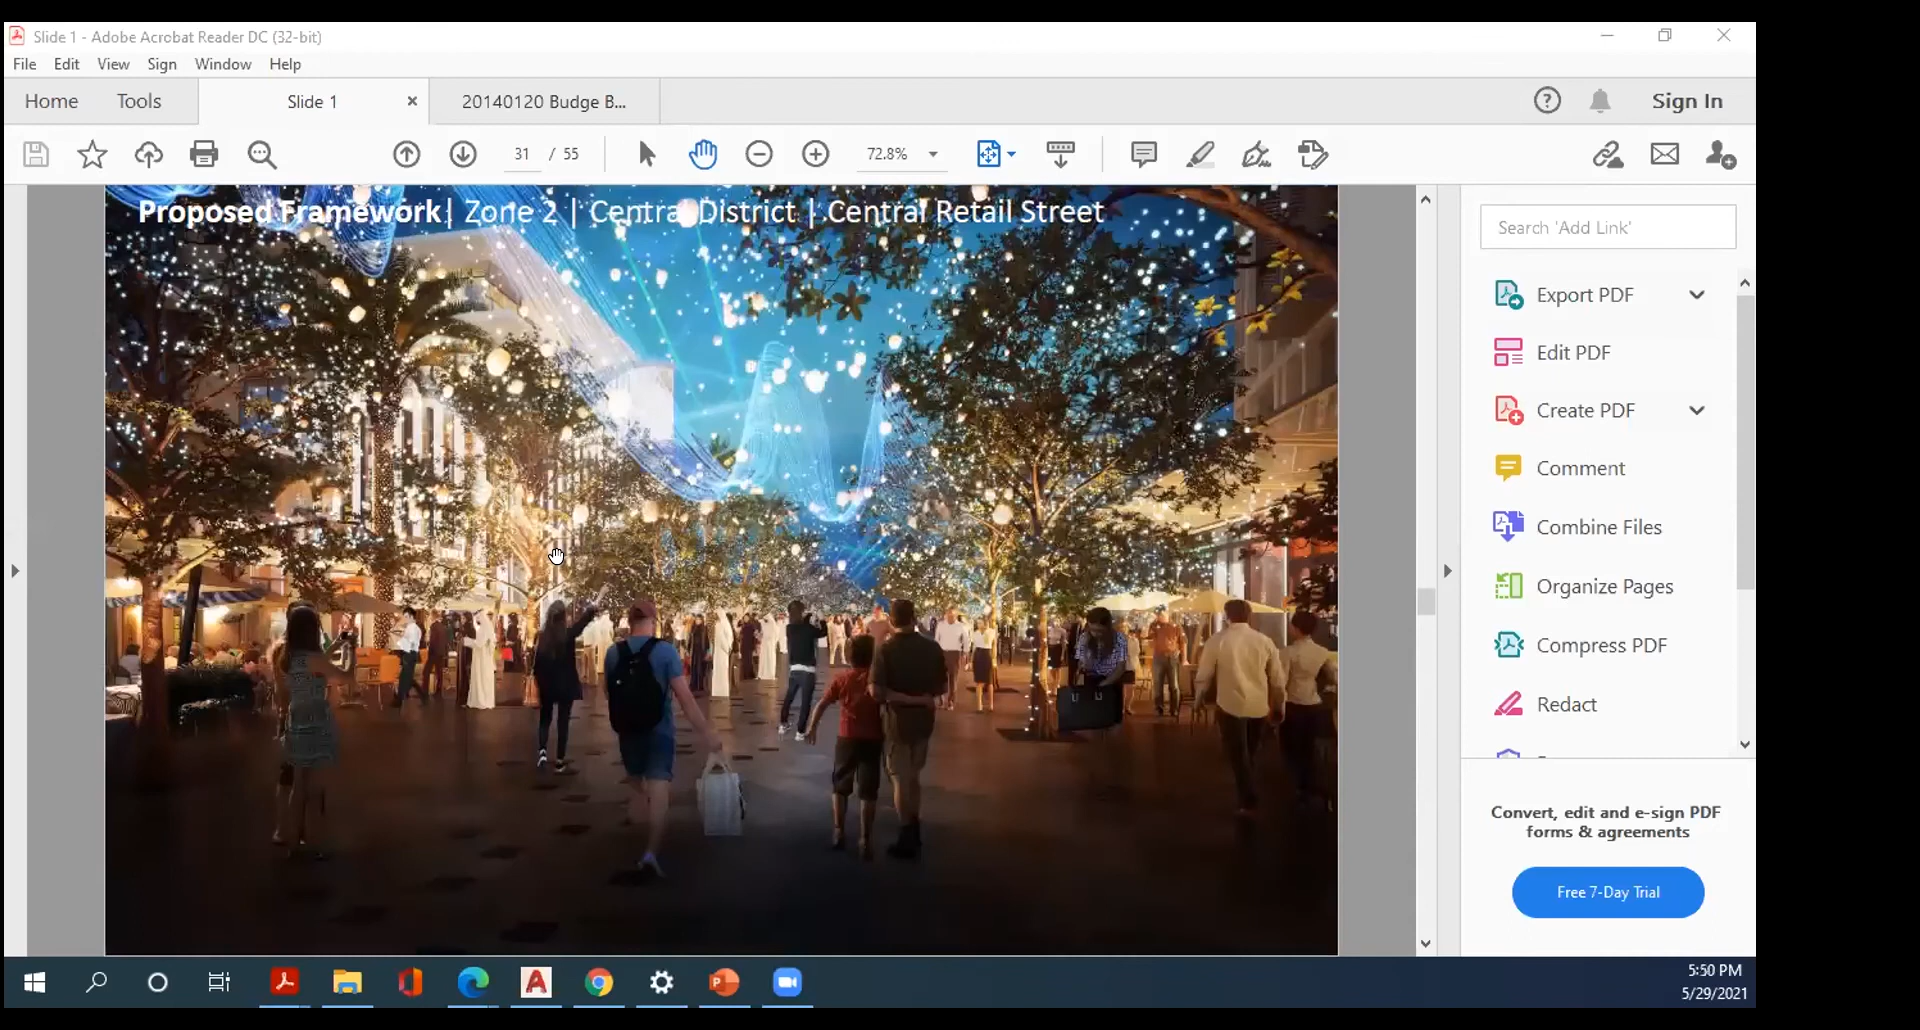 Slide 1 - Adobe Acrobat Reader DC (32-bit)
File Edit View Sign Window Help
Home Tools Slide 1 × 20140120 Budge B... Sign In
31 / 55 72.8%
Proposed Framework| Zone 2 | Central District | Central Retail Street
Search 'Add Link'
Export PDF
Edit PDF
Create PDF
Comment
Combine Files
Organize Pages
Compress PDF
Redact
Convert, edit and e-sign PDF
forms & agreements
Free 7-Day Trial
5:50 PM
5/29/2021